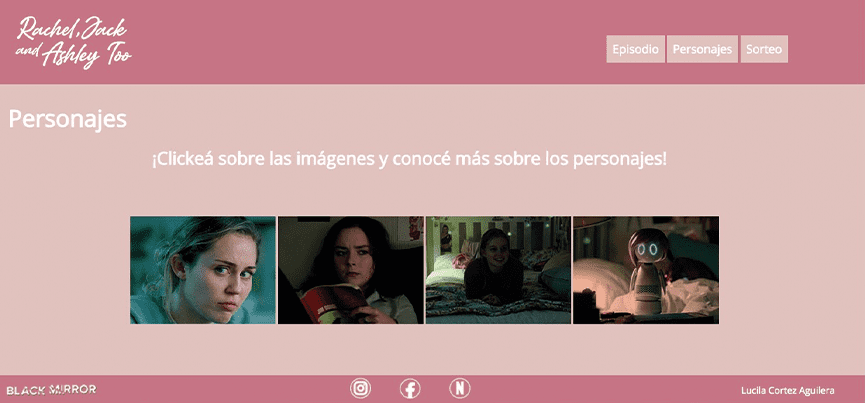 Rachel, Jack
and Ashley Too
Episodio Personajes Sorteo
Personajes
¡Clickeá sobre las imágenes y conocé más sobre los personajes!
BLACK MIRROR
N
Lucila Cortez Aguilera